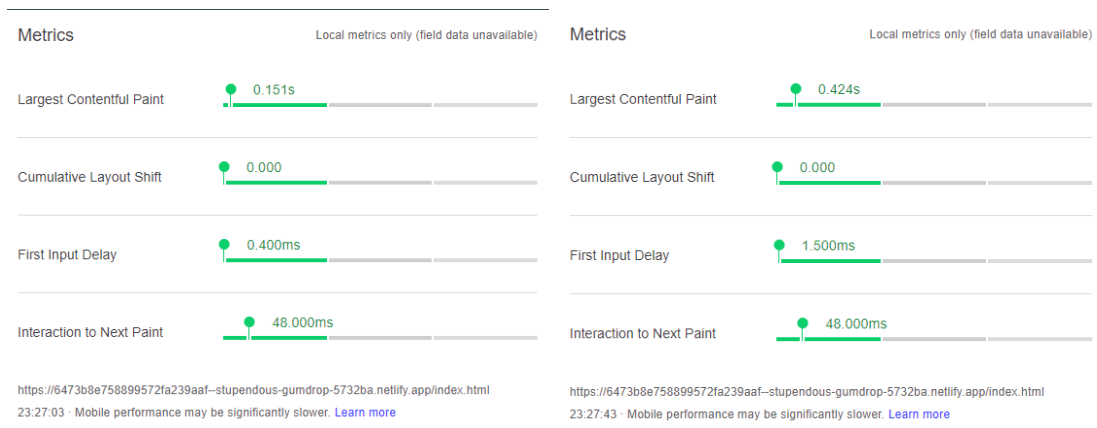 Metrics
Local metrics only (field data unavailable)
Largest Contentful Paint
0.151s
Cumulative Layout Shift
0.000
First Input Delay
0.400ms
Interaction to Next Paint
48.000ms
https://6473b8e758899572fa239aaf--stupendous-gumdrop-5732ba.netlify.app/index.html
23:27:03 · Mobile performance may be significantly slower. Learn more
Metrics
Local metrics only (field data unavailable)
Largest Contentful Paint
0.424s
Cumulative Layout Shift
0.000
First Input Delay
1.500ms
Interaction to Next Paint
48.000ms
https://6473b8e758899572fa239aaf--stupendous-gumdrop-5732ba.netlify.app/index.html
23:27:43 · Mobile performance may be significantly slower. Learn more